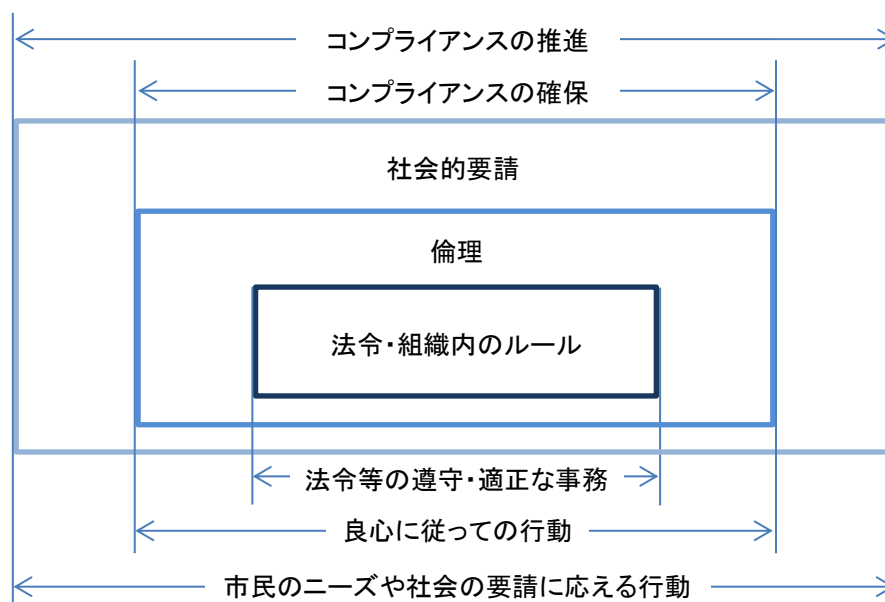 コンプライアンスの推進
コンプライアンスの確保
社会的要請
倫理
法令・組織内のルール
法令等の遵守・適正な事務
良心に従っての行動
市民のニーズや社会の要請に応える行動